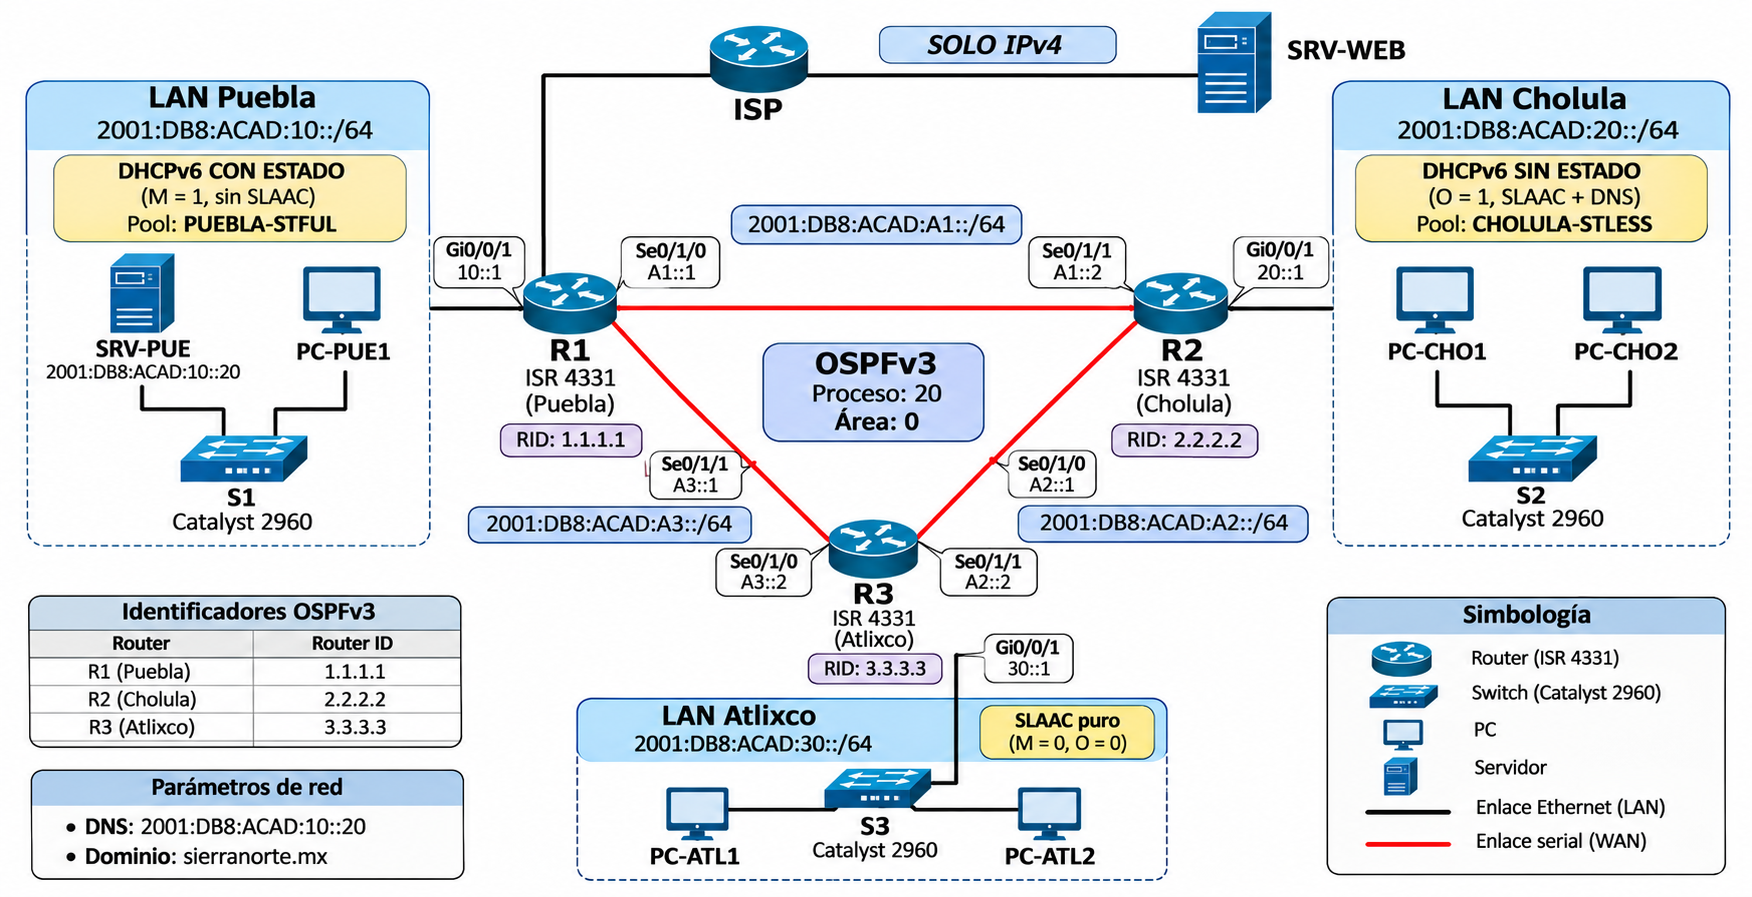 SOLO IPv4
SRV-WEB
ISP
LAN Puebla
2001:DB8:ACAD:10::/64
DHCPv6 CON ESTADO
(M = 1, sin SLAAC)
Pool: PUEBLA-STFUL
SRV-PUE
2001:DB8:ACAD:10::20
PC-PUE1
S1
Catalyst 2960
LAN Cholula
2001:DB8:ACAD:20::/64
DHCPv6 SIN ESTADO
(O = 1, SLAAC + DNS)
Pool: CHOLULA-STLESS
PC-CHO1
PC-CHO2
S2
Catalyst 2960
2001:DB8:ACAD:A1::/64
Gi0/0/1
10::1
Se0/1/0
A1::1
Se0/1/1
A1::2
Gi0/0/1
20::1
R1
ISR 4331
(Puebla)
RID: 1.1.1.1
OSPFv3
Proceso: 20
Área: 0
R2
ISR 4331
(Cholula)
RID: 2.2.2.2
Se0/1/1
A3::1
Se0/1/0
A2::1
2001:DB8:ACAD:A3::/64
2001:DB8:ACAD:A2::/64
Se0/1/0
A3::2
Se0/1/1
A2::2
R3
ISR 4331
(Atlixco)
RID: 3.3.3.3
Gi0/0/1
30::1
LAN Atlixco
2001:DB8:ACAD:30::/64
SLAAC puro
(M = 0, O = 0)
PC-ATL1
S3
Catalyst 2960
PC-ATL2
Identificadores OSPFv3
Router Router ID
R1 (Puebla) 1.1.1.1
R2 (Cholula) 2.2.2.2
R3 (Atlixco) 3.3.3.3
Parámetros de red
• DNS: 2001:DB8:ACAD:10::20
• Dominio: sierranorte.mx
Simbología
Router (ISR 4331)
Switch (Catalyst 2960)
PC
Servidor
Enlace Ethernet (LAN)
Enlace serial (WAN)